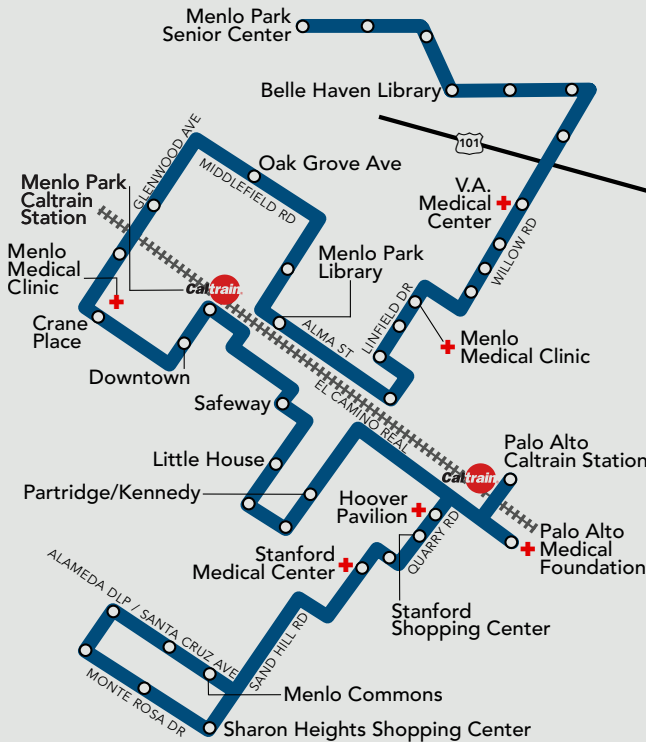 Menlo Park
Senior Center
Belle Haven Library
101
GLENWOOD AVE
MIDDLEFIELD RD
Oak Grove Ave
Menlo Park
Caltrain
Station
V.A.
Medical
Center
WILLOW RD
Menlo
Medical
Clinic
Caltrain
Menlo Park
Library
LINFIELD DR
Crane
Place
ALMA ST
Menlo
Medical Clinic
Downtown
EL CAMINO REAL
Safeway
Palo Alto
Caltrain Station
Little House
Caltrain
Partridge/Kennedy
Hoover
Pavilion
QUARRY RD
Palo Alto
Medical
Foundation
Stanford
Medical Center
ALAMEDA DLP / SANTA CRUZ AVE
SAND HILL RD
Stanford
Shopping Center
MONTE ROSA DR
Menlo Commons
Sharon Heights Shopping Center